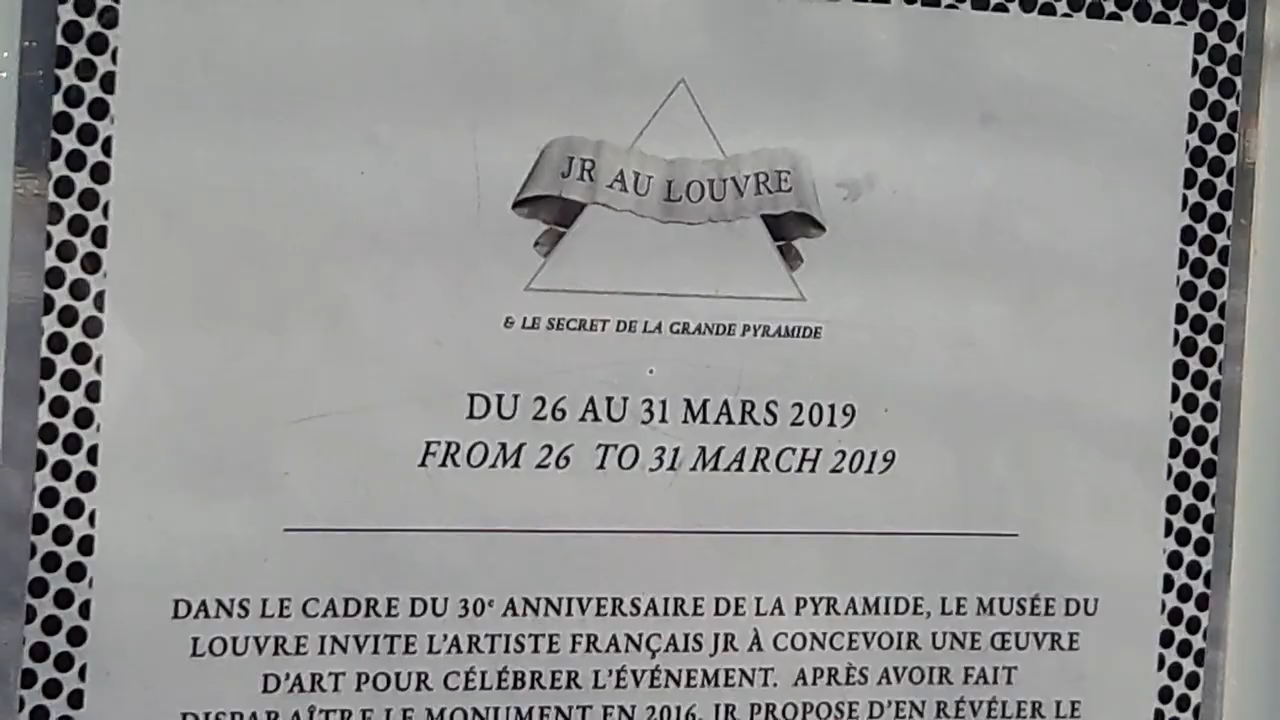 JR AU LOUVRE
& LE SECRET DE LA GRANDE PYRAMIDE
DU 26 AU 31 MARS 2019
FROM 26 TO 31 MARCH 2019
DANS LE CADRE DU 30e ANNIVERSAIRE DE LA PYRAMIDE, LE MUSÉE DU
LOUVRE INVITE L'ARTISTE FRANÇAIS JR À CONCEVOIR UNE ŒUVRE
D'ART POUR CÉLÉBRER L'ÉVÉNEMENT. APRÈS AVOIR FAIT
DISPARAÎTRE LE MONUMENT EN 2016, JR PROPOSE D'EN RÉVÉLER LE